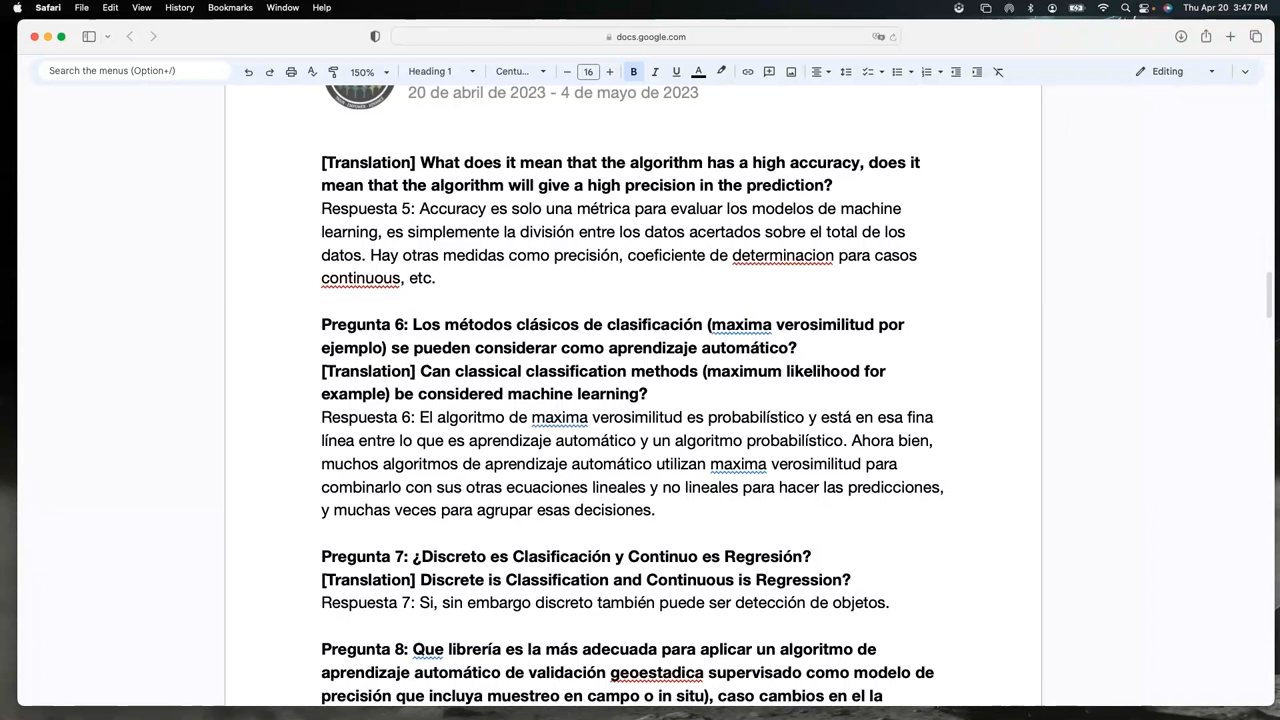 Safari File Edit View History Bookmarks Window Help Thu Apr 20 3:47 PM
docs.google.com
Search the menus (Option+/) 150% Heading 1 Centu... 16 B I U A Editing
20 de abril de 2023 - 4 de mayo de 2023
[Translation] What does it mean that the algorithm has a high accuracy, does it
mean that the algorithm will give a high precision in the prediction?
Respuesta 5: Accuracy es solo una métrica para evaluar los modelos de machine
learning, es simplemente la división entre los datos acertados sobre el total de los
datos. Hay otras medidas como precisión, coeficiente de determinacion para casos
continuous, etc.
Pregunta 6: Los métodos clásicos de clasificación (maxima verosimilitud por
ejemplo) se pueden considerar como aprendizaje automático?
[Translation] Can classical classification methods (maximum likelihood for
example) be considered machine learning?
Respuesta 6: El algoritmo de maxima verosimilitud es probabilístico y está en esa fina
línea entre lo que es aprendizaje automático y un algoritmo probabilístico. Ahora bien,
muchos algoritmos de aprendizaje automático utilizan maxima verosimilitud para
combinarlo con sus otras ecuaciones lineales y no lineales para hacer las predicciones,
y muchas veces para agrupar esas decisiones.
Pregunta 7: ¿Discreto es Clasificación y Continuo es Regresión?
[Translation] Discrete is Classification and Continuous is Regression?
Respuesta 7: Si, sin embargo discreto también puede ser detección de objetos.
Pregunta 8: Que librería es la más adecuada para aplicar un algoritmo de
aprendizaje automático de validación geoestadica supervisado como modelo de
precisión que incluya muestreo en campo o in situ), caso cambios en el la